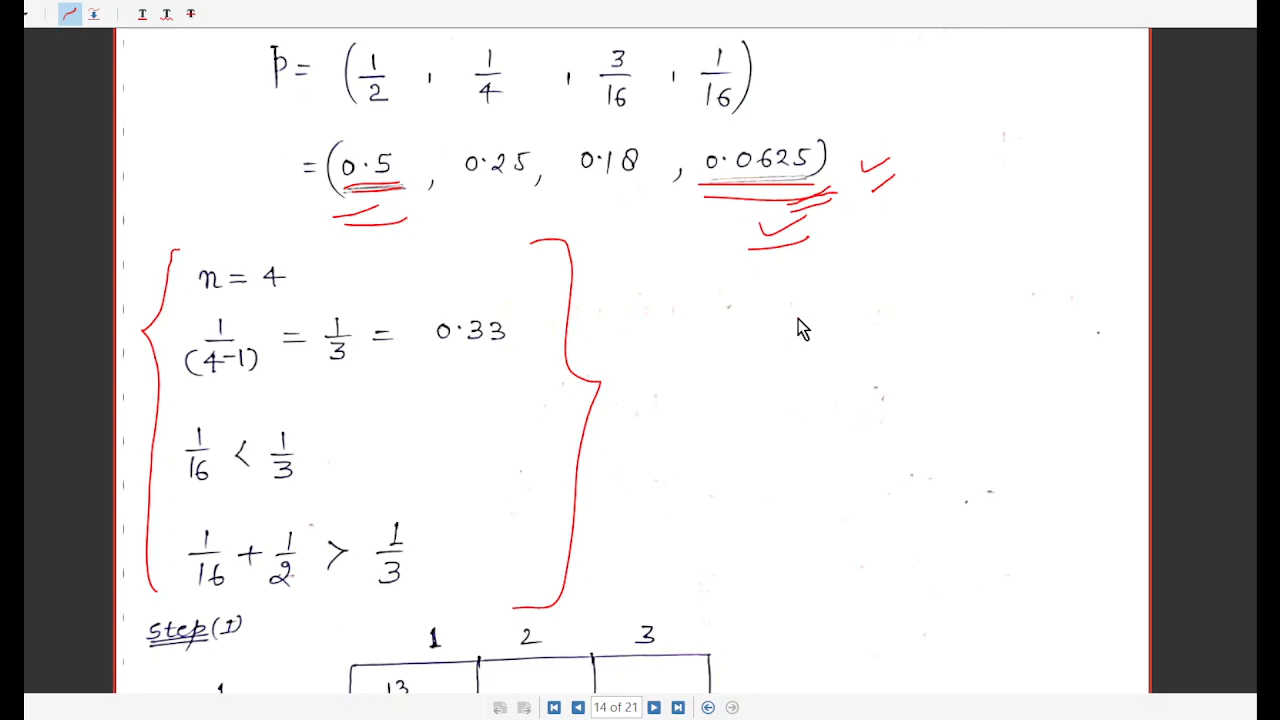 P = (1/2, 1/4, 3/16, 1/16)
= (0.5, 0.25, 0.18, 0.0625)
n = 4
1/(4-1) = 1/3 = 0.33
1/16 < 1/3
1/16 + 1/2 > 1/3
Step(I)
1 2 3
1 13
14 of 21